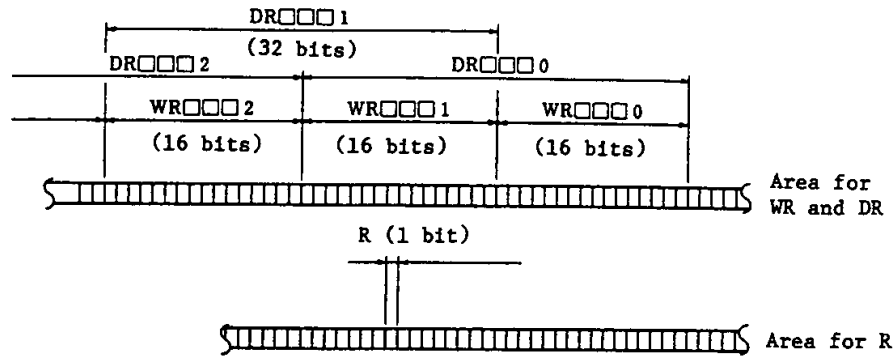 DR□□□1
(32 bits)
DR□□□2 DR□□□0
WR□□□2 WR□□□1 WR□□□0
(16 bits) (16 bits) (16 bits)
Area for
WR and DR
R (1 bit)
Area for R